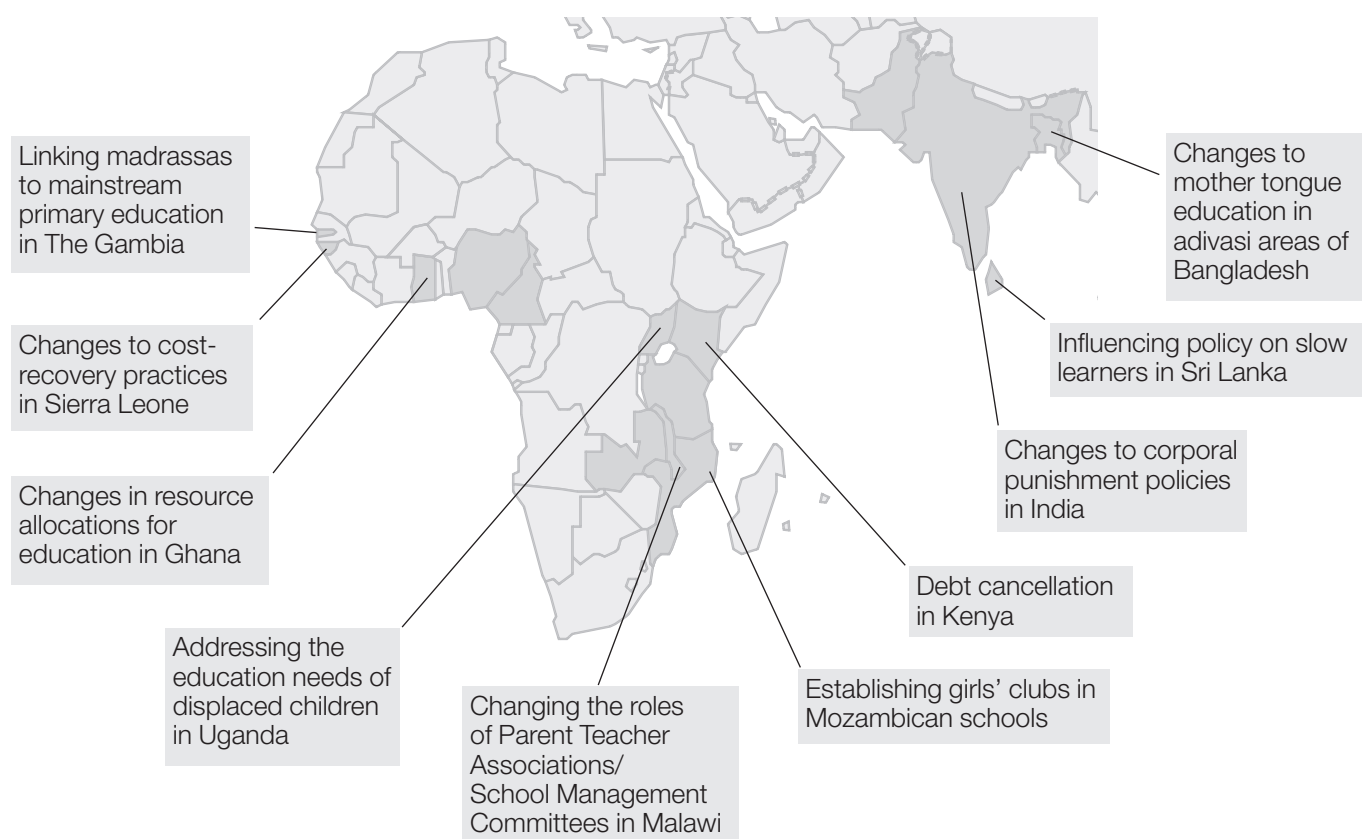 Linking madrassas
to mainstream
primary education
in The Gambia
Changes to cost-
recovery practices
in Sierra Leone
Changes in resource
allocations for
education in Ghana
Addressing the
education needs of
displaced children
in Uganda
Changing the roles
of Parent Teacher
Associations/
School Management
Committees in Malawi
Establishing girls’ clubs in
Mozambican schools
Debt cancellation
in Kenya
Changes to corporal
punishment policies
in India
Influencing policy on slow
learners in Sri Lanka
Changes to
mother tongue
education in
adivasi areas of
Bangladesh